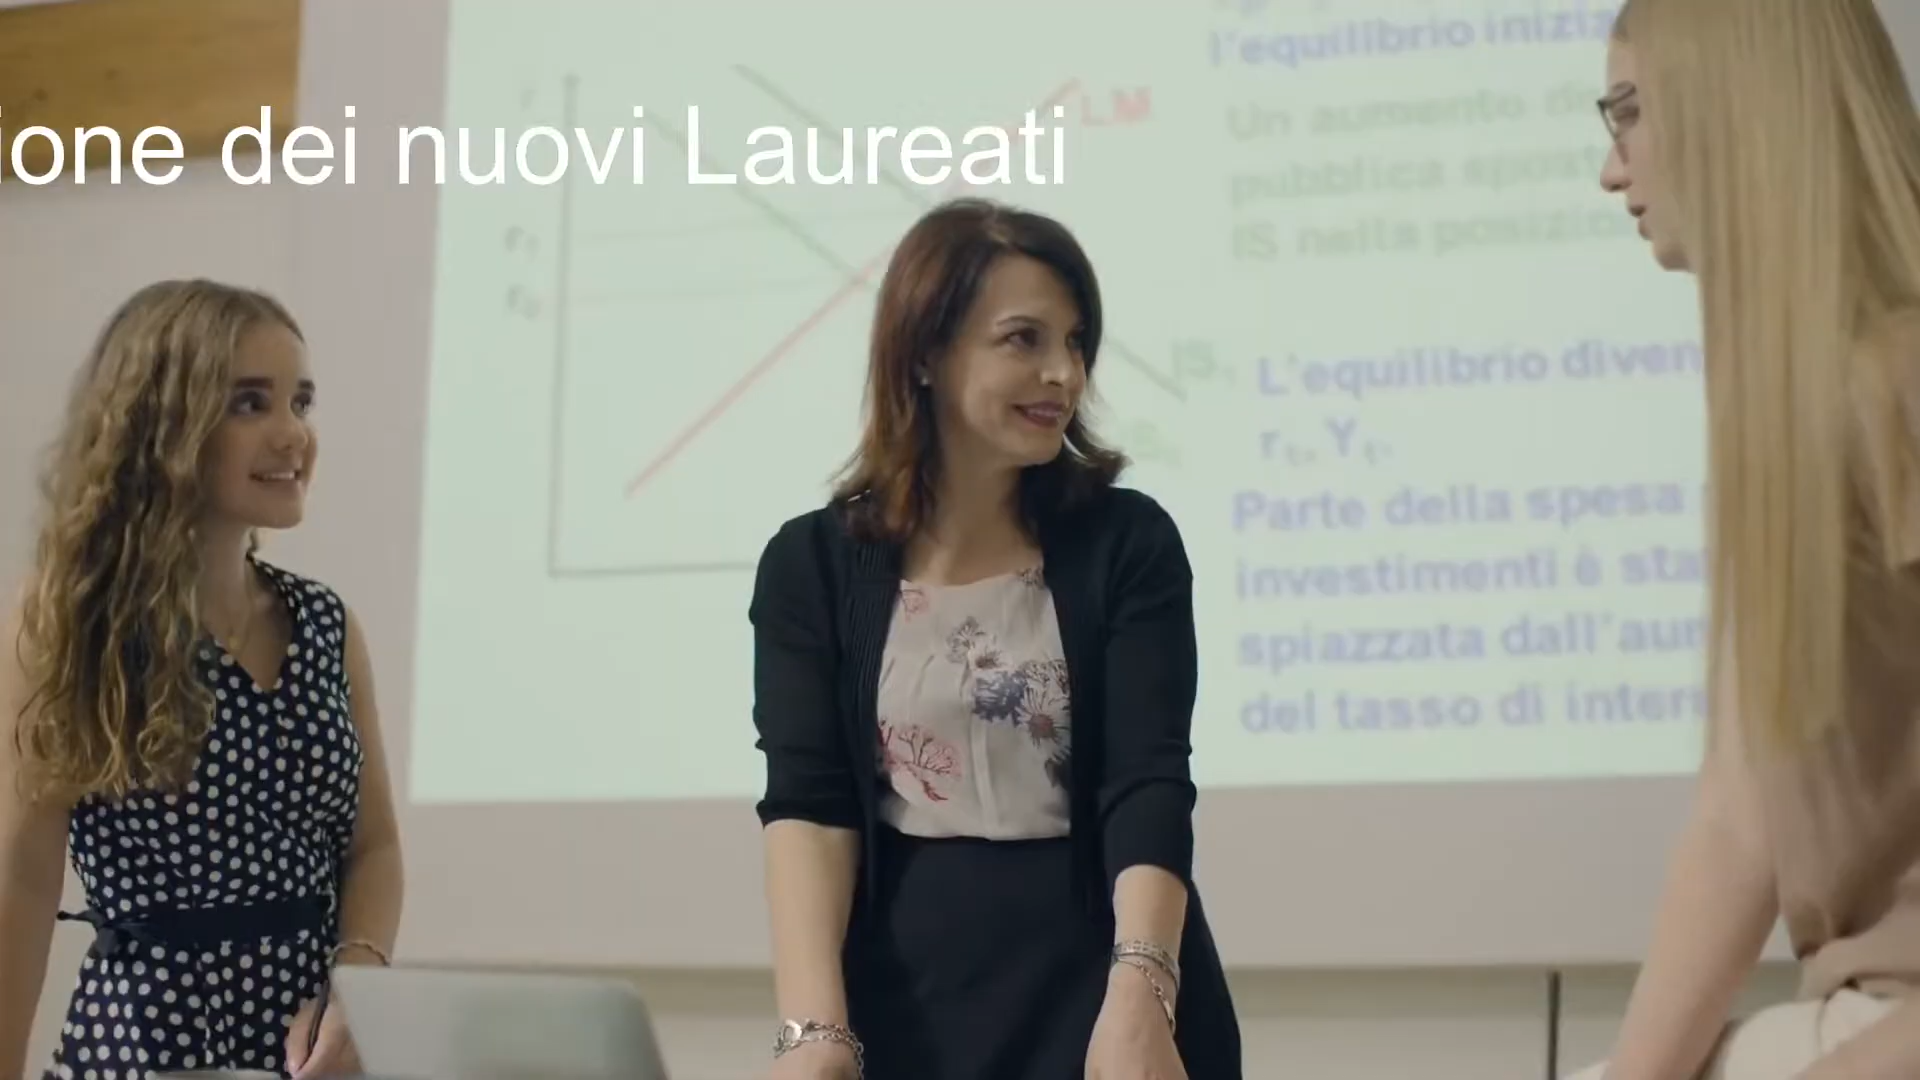 ione dei nuovi Laureati
l'equilibrio inizia
Un aumento de
pubblica spost
IS nella posizio
LM
IS
L'equilibrio diven
Parte della spesa
investimenti è sta
spiazzata dall'au
del tasso di inter